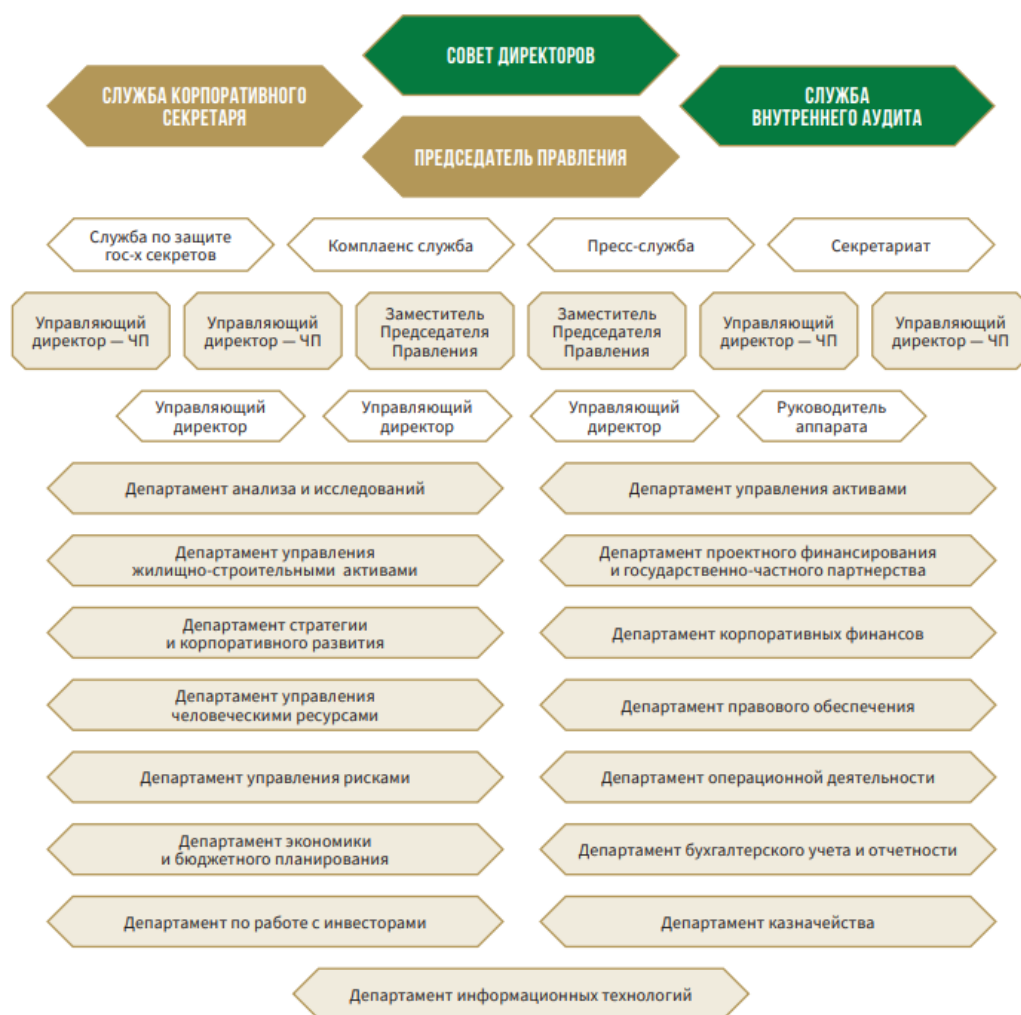 СОВЕТ ДИРЕКТОРОВ
СЛУЖБА КОРПОРАТИВНОГО
СЕКРЕТАРЯ
СЛУЖБА
ВНУТРЕННЕГО АУДИТА
ПРЕДСЕДАТЕЛЬ ПРАВЛЕНИЯ
Служба по защите
гос-х секретов
Комплаенс служба
Пресс-служба
Секретариат
Управляющий
директор — ЧП
Управляющий
директор — ЧП
Заместитель
Председателя
Правления
Заместитель
Председателя
Правления
Управляющий
директор — ЧП
Управляющий
директор — ЧП
Управляющий
директор
Управляющий
директор
Управляющий
директор
Руководитель
аппарата
Департамент анализа и исследований
Департамент управления активами
Департамент управления
жилищно-строительными активами
Департамент проектного финансирования
и государственно-частного партнерства
Департамент стратегии
и корпоративного развития
Департамент корпоративных финансов
Департамент управления
человеческими ресурсами
Департамент правового обеспечения
Департамент управления рисками
Департамент операционной деятельности
Департамент экономики
и бюджетного планирования
Департамент бухгалтерского учета и отчетности
Департамент по работе с инвесторами
Департамент казначейства
Департамент информационных технологий